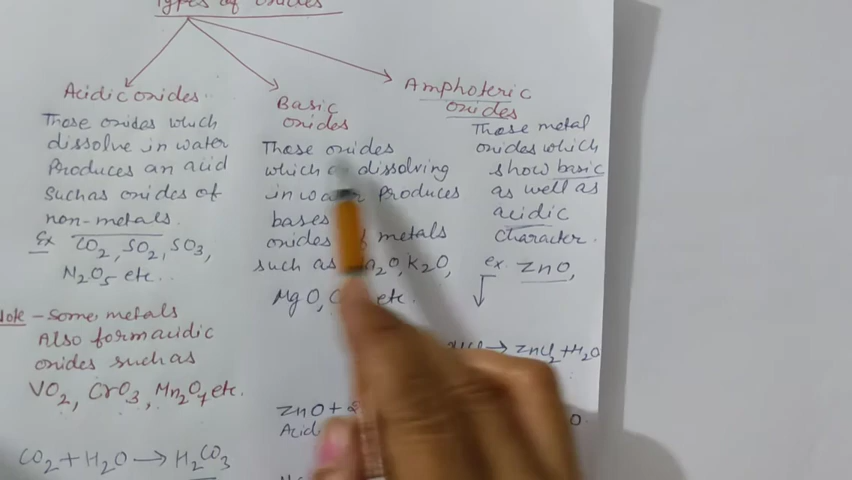 Types of oxides
Acidic oxides.
Those oxides which
dissolve in water
Produces an acid
Such as oxides of
non-metals.
Ex CO2, SO2, SO3,
N2O5 etc..
Note - Some metals
Also form acidic
oxides such as
VO2, CrO3, Mn2O7 etc.
CO2 + H2O → H2CO3
Basic
oxides
Those oxides
which dissolving
in water Produces
bases
oxides of metals
such as K2O,
MgO, etc.
ZnO +
Acid
Amphoteric
oxides
Those metal
oxides which
show basic
as well as
acidic
character.
ex. ZnO,
→ ZnCl2 + H2O